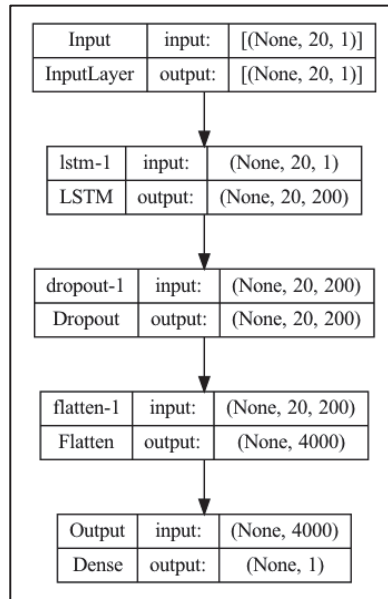 Input input: [(None, 20, 1)]
InputLayer output: [(None, 20, 1)]
lstm-1 input: (None, 20, 1)
LSTM output: (None, 20, 200)
dropout-1 input: (None, 20, 200)
Dropout output: (None, 20, 200)
flatten-1 input: (None, 20, 200)
Flatten output: (None, 4000)
Output input: (None, 4000)
Dense output: (None, 1)